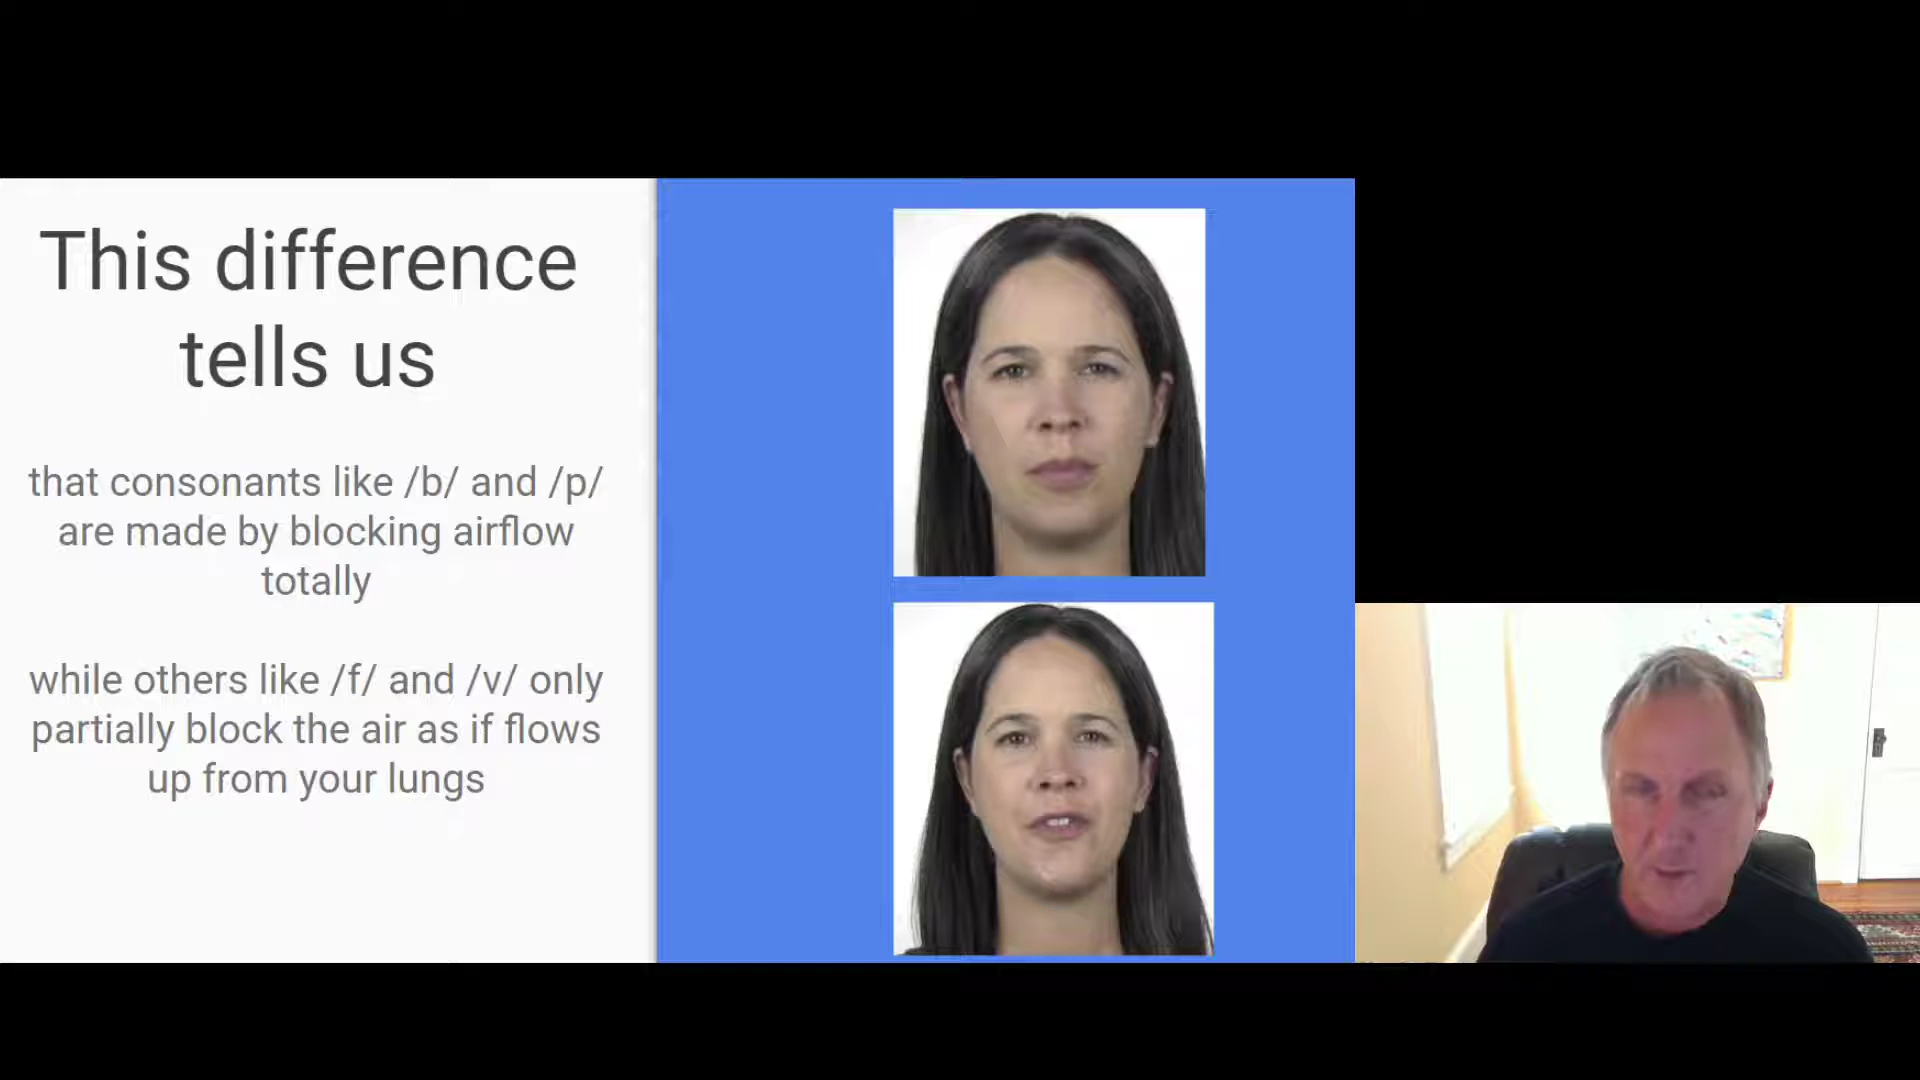 This difference
tells us
that consonants like /b/ and /p/
are made by blocking airflow
totally
while others like /f/ and /v/ only
partially block the air as if flows
up from your lungs